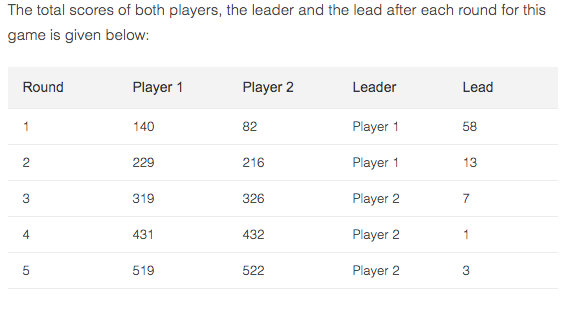 The total scores of both players, the leader and the lead after each round for this
game is given below:
Round Player 1 Player 2 Leader Lead
1 140 82 Player 1 58
2 229 216 Player 1 13
3 319 326 Player 2 7
4 431 432 Player 2 1
5 519 522 Player 2 3